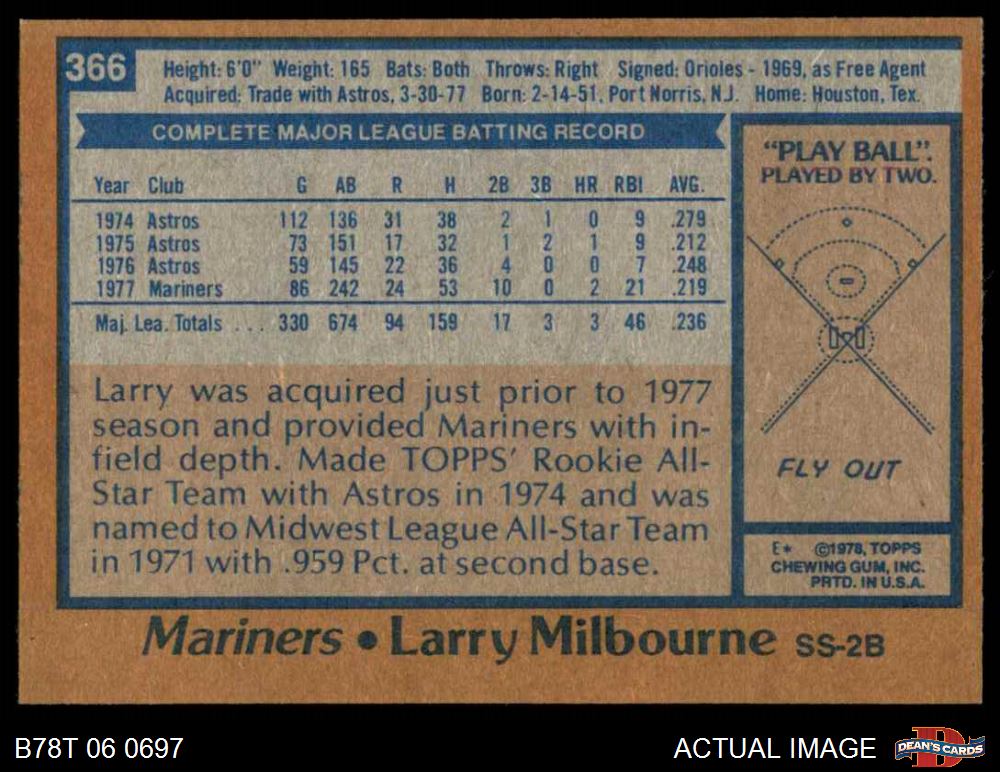 366
Height: 6'0" Weight: 165 Bats: Both Throws: Right Signed: Orioles - 1969, as Free Agent
Acquired: Trade with Astros, 3-30-77 Born: 2-14-51, Port Norris, N.J. Home: Houston, Tex.
COMPLETE MAJOR LEAGUE BATTING RECORD
Year Club G AB R H 2B 3B HR RBI AVG.
1974 Astros 112 136 31 38 2 1 0 9 .279
1975 Astros 73 151 17 32 1 2 1 9 .212
1976 Astros 59 145 22 36 4 0 0 7 .248
1977 Mariners 86 242 24 53 10 0 2 21 .219
Maj. Lea. Totals . . . 330 674 94 159 17 3 3 46 .236
Larry was acquired just prior to 1977
season and provided Mariners with in-
field depth. Made TOPPS' Rookie All-
Star Team with Astros in 1974 and was
named to Midwest League All-Star Team
in 1971 with .959 Pct. at second base.
"PLAY BALL".
PLAYED BY TWO.
FLY OUT
E* ©1978, TOPPS
CHEWING GUM, INC.
PRTD. IN U.S.A.
Mariners • Larry Milbourne SS-2B
B78T 06 0697
ACTUAL IMAGE
D
DEAN'S CARDS